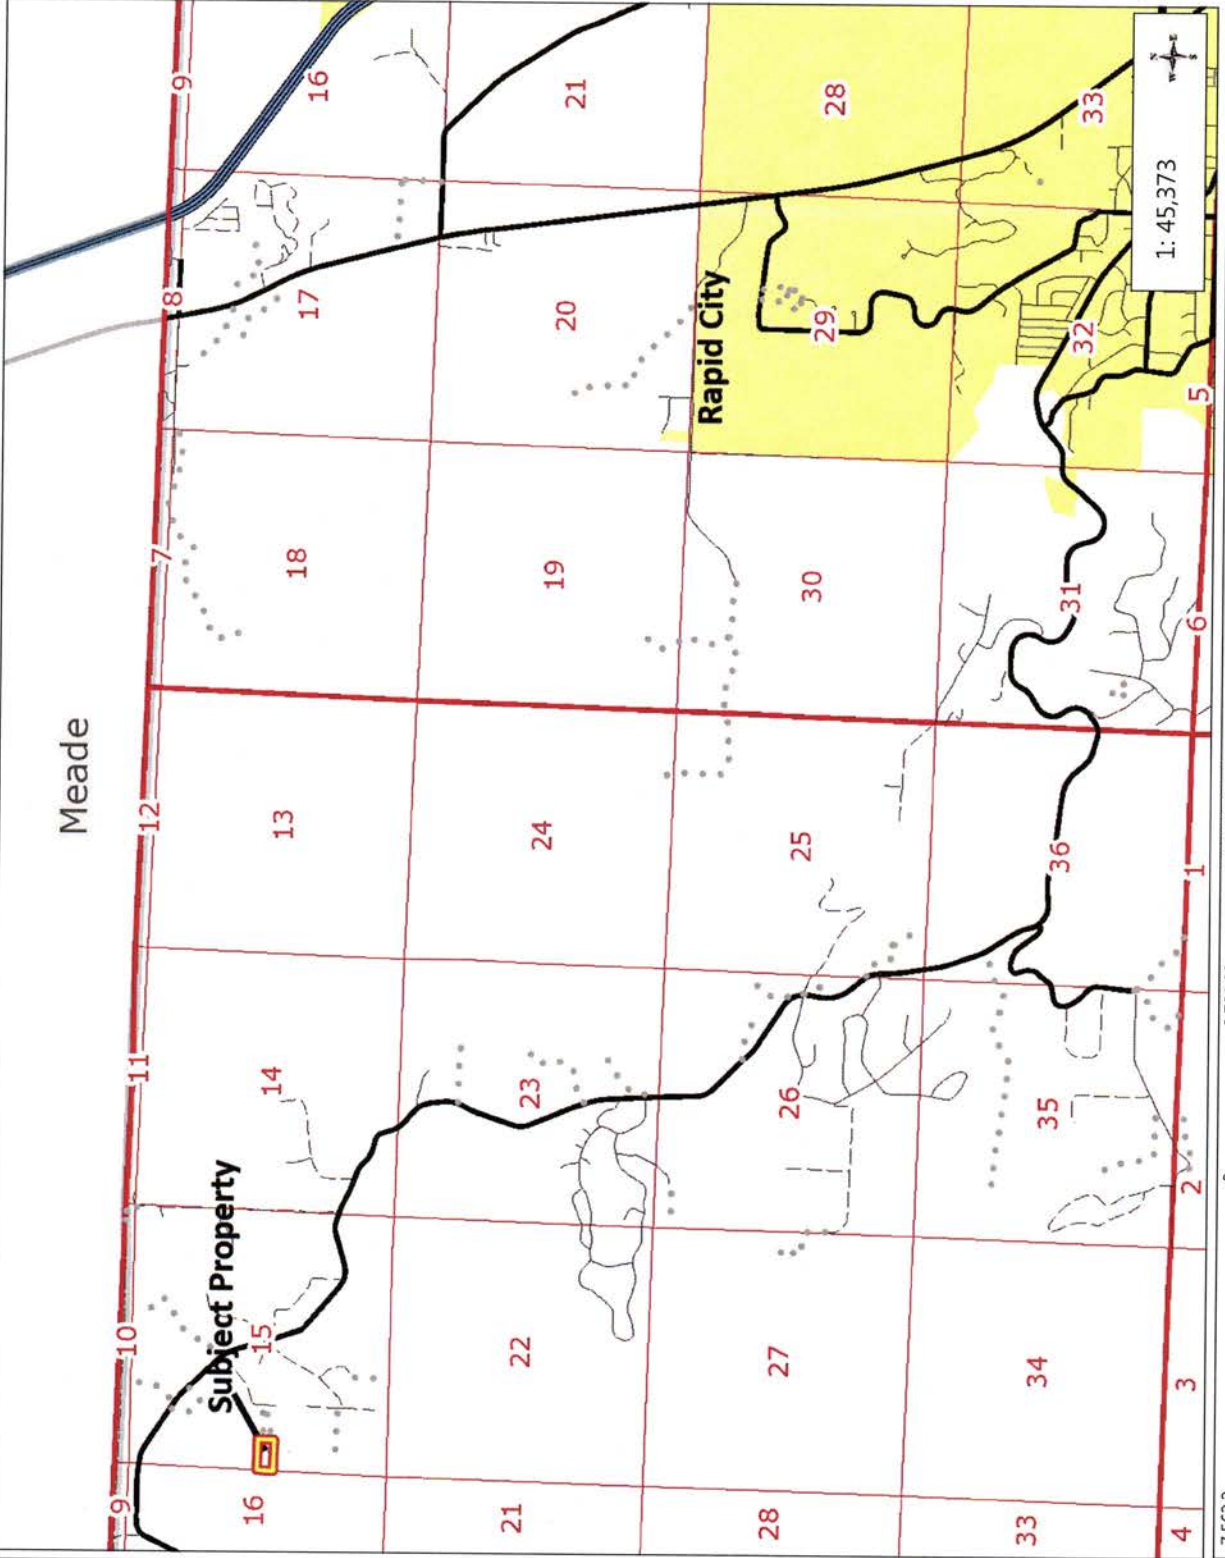 Meade
9 10 11 12 7 8 9
Subject Property
16 15 14 13 18 17 16
21 22 23 24 19 20 21
Rapid City
28 27 26 25 30 29 28
33 34 35 36 31 32 33
N
W E
S
1: 45,373
4 3 2 1 6 5